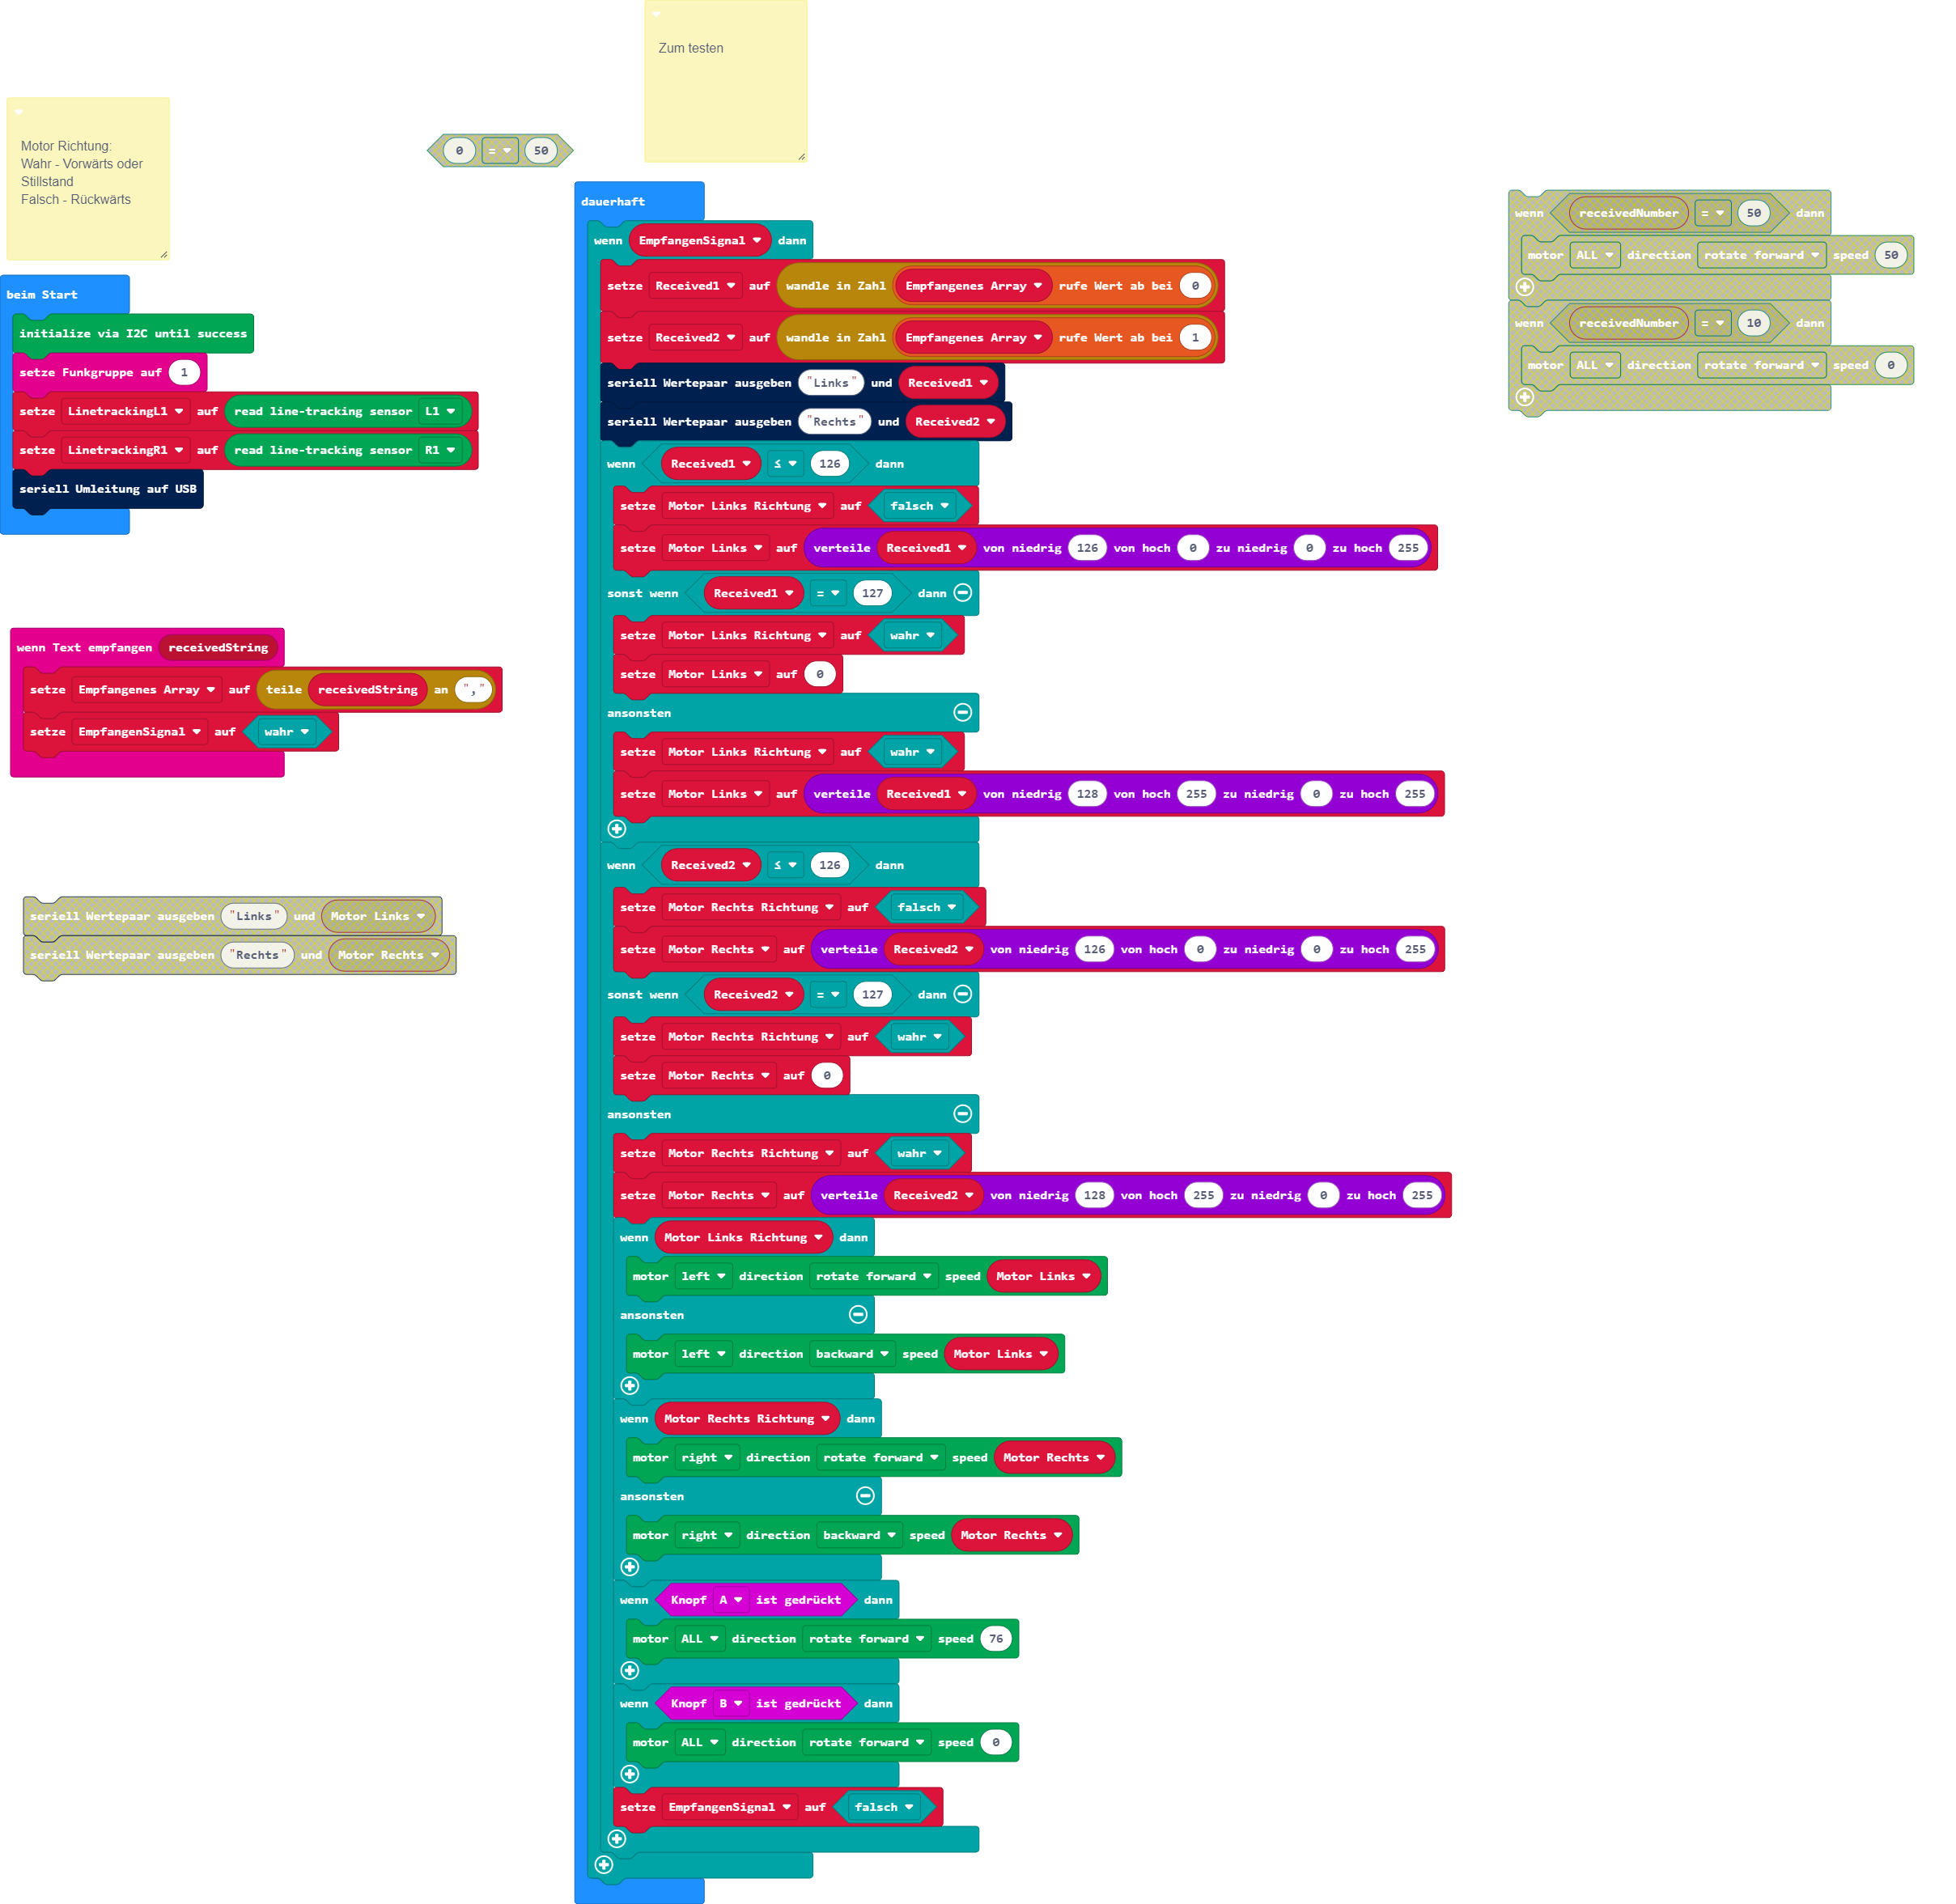 Zum testen
Motor Richtung:
Wahr - Vorwärts oder
Stillstand
Falsch - Rückwärts
0 = 50
beim Start
initialize via I2C until success
setze Funkgruppe auf 1
setze LinetrackingL1 auf read line-tracking sensor L1
setze LinetrackingR1 auf read line-tracking sensor R1
seriell Umleitung auf USB
wenn Text empfangen receivedString
setze Empfangenes Array auf teile receivedString an ","
setze EmpfangenSignal auf wahr
seriell Wertepaar ausgeben "Links" und Motor Links
seriell Wertepaar ausgeben "Rechts" und Motor Rechts
dauerhaft
wenn EmpfangenSignal dann
setze Received1 auf wandle in Zahl Empfangenes Array rufe Wert ab bei 0
setze Received2 auf wandle in Zahl Empfangenes Array rufe Wert ab bei 1
seriell Wertepaar ausgeben "Links" und Received1
seriell Wertepaar ausgeben "Rechts" und Received2
wenn Received1 ≤ 126 dann
setze Motor Links Richtung auf falsch
setze Motor Links auf verteile Received1 von niedrig 126 von hoch 0 zu niedrig 0 zu hoch 255
sonst wenn Received1 = 127 dann
setze Motor Links Richtung auf wahr
setze Motor Links auf 0
ansonsten
setze Motor Links Richtung auf wahr
setze Motor Links auf verteile Received1 von niedrig 128 von hoch 255 zu niedrig 0 zu hoch 255
wenn Received2 ≤ 126 dann
setze Motor Rechts Richtung auf falsch
setze Motor Rechts auf verteile Received2 von niedrig 126 von hoch 0 zu niedrig 0 zu hoch 255
sonst wenn Received2 = 127 dann
setze Motor Rechts Richtung auf wahr
setze Motor Rechts auf 0
ansonsten
setze Motor Rechts Richtung auf wahr
setze Motor Rechts auf verteile Received2 von niedrig 128 von hoch 255 zu niedrig 0 zu hoch 255
wenn Motor Links Richtung dann
motor left direction rotate forward speed Motor Links
ansonsten
motor left direction backward speed Motor Links
wenn Motor Rechts Richtung dann
motor right direction rotate forward speed Motor Rechts
ansonsten
motor right direction backward speed Motor Rechts
wenn Knopf A ist gedrückt dann
motor ALL direction rotate forward speed 76
wenn Knopf B ist gedrückt dann
motor ALL direction rotate forward speed 0
setze EmpfangenSignal auf falsch
wenn receivedNumber = 50 dann
motor ALL direction rotate forward speed 50
wenn receivedNumber = 10 dann
motor ALL direction rotate forward speed 0